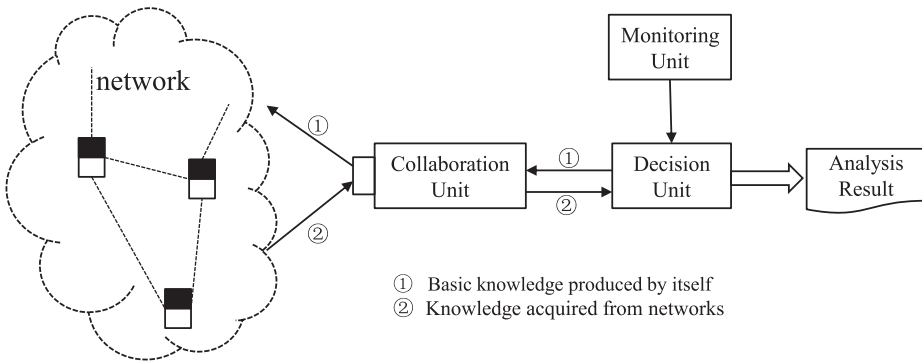 network
①
②
Collaboration
Unit
①
②
Monitoring
Unit
Decision
Unit
Analysis
Result
① Basic knowledge produced by itself
② Knowledge acquired from networks